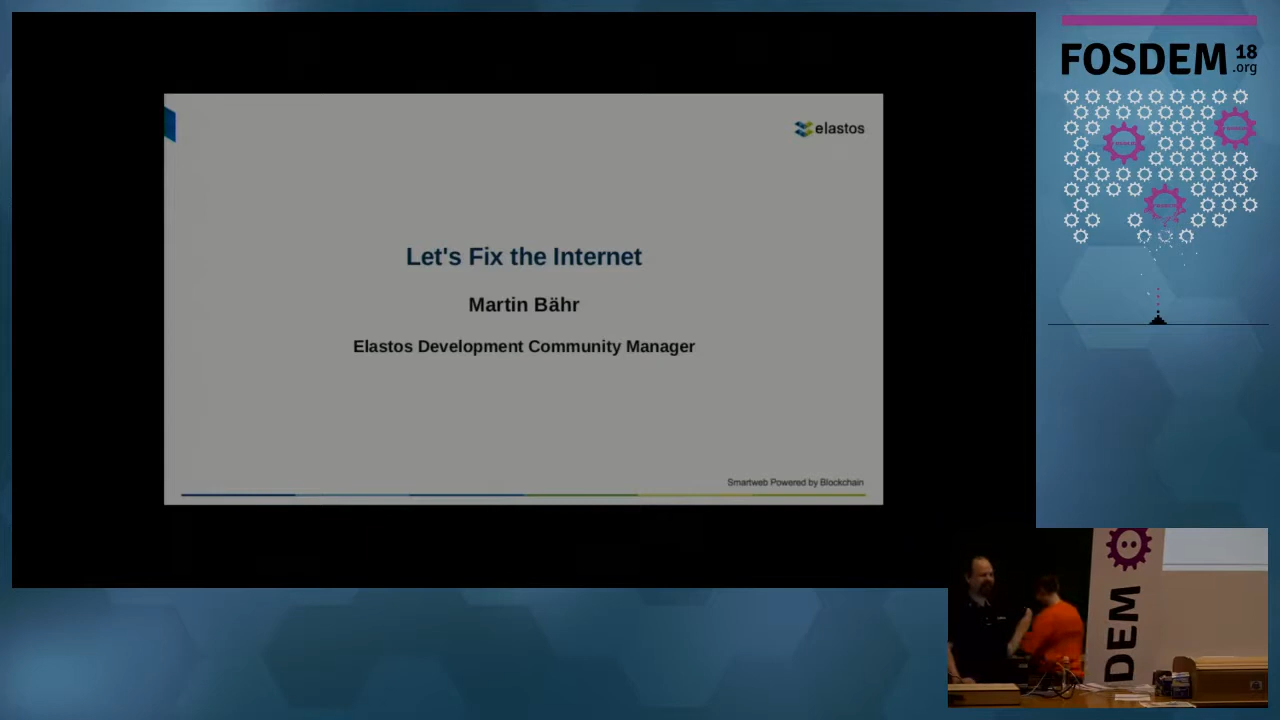 elastos
Let's Fix the Internet
Martin Bähr
Elastos Development Community Manager
Smartweb Powered by Blockchain
FOSDEM 18
.org
DEM